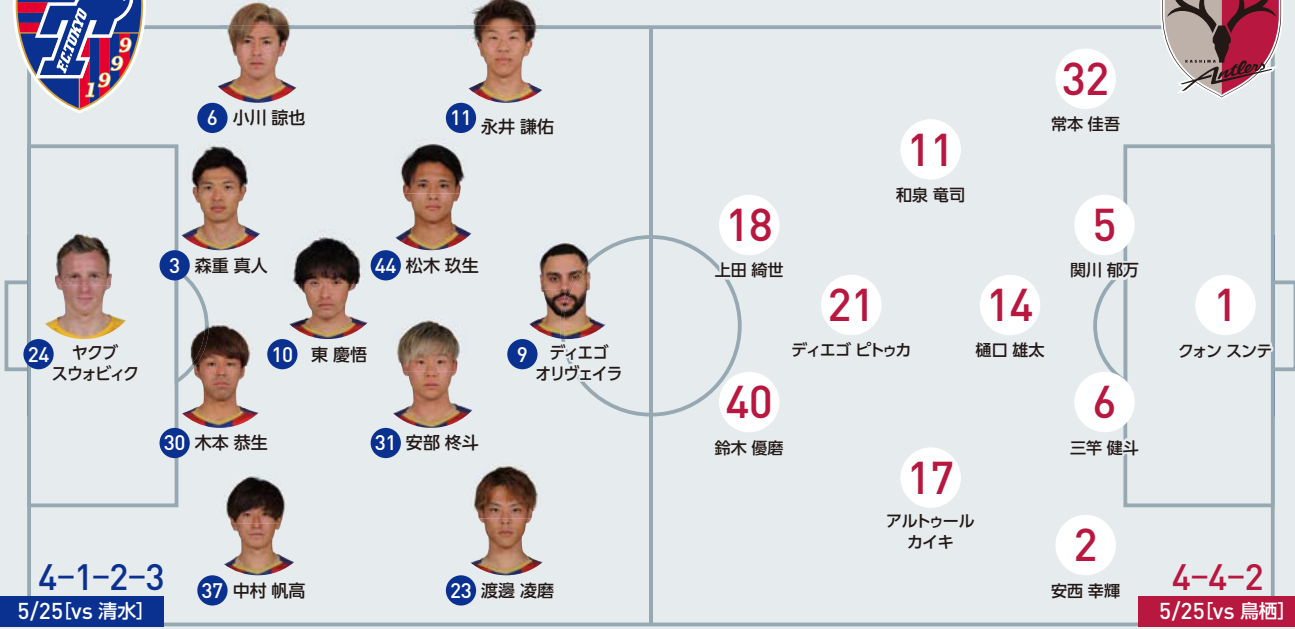 F.C.TOKYO
1999
KASHIMA
Antlers
6 小川 諒也
11 永井 謙佑
3 森重 真人
44 松木 玖生
24 ヤクブ
スウォビィク
10 東 慶悟
9 ディエゴ
オリヴェイラ
30 木本 恭生
31 安部 柊斗
37 中村 帆高
23 渡邊 凌磨
4-1-2-3
5/25[vs 清水]
32
常本 佳吾
11
和泉 竜司
18
上田 綺世
5
関川 郁万
21
ディエゴ ピトゥカ
14
樋口 雄太
1
クォン スンテ
40
鈴木 優磨
6
三竿 健斗
17
アルトゥール
カイキ
2
安西 幸輝
4-4-2
5/25[vs 鳥栖]